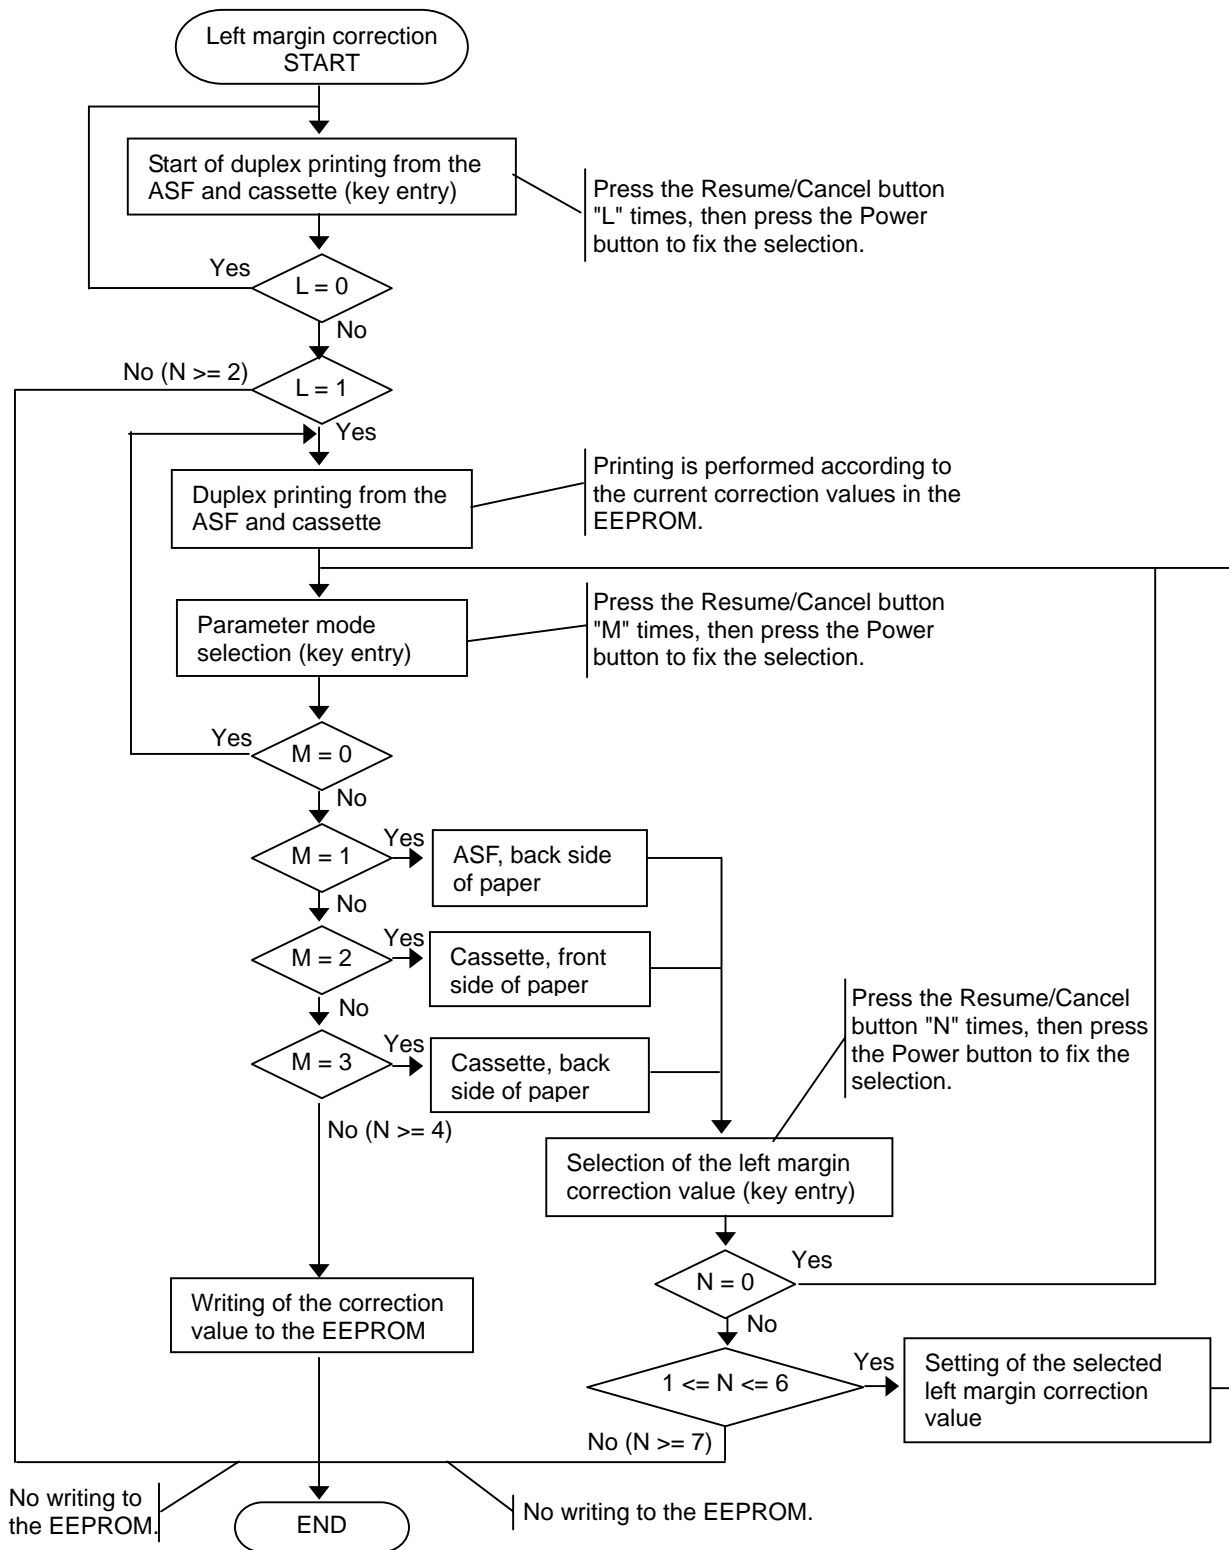 Left margin correction
START
Start of duplex printing from the
ASF and cassette (key entry)
Press the Resume/Cancel button
"L" times, then press the Power
button to fix the selection.
Yes
L = 0
No
No (N >= 2)
L = 1
Yes
Duplex printing from the
ASF and cassette
Printing is performed according to
the current correction values in the
EEPROM.
Parameter mode
selection (key entry)
Press the Resume/Cancel button
"M" times, then press the Power
button to fix the selection.
Yes
M = 0
No
M = 1
Yes
ASF, back side
of paper
No
M = 2
Yes
Cassette, front
side of paper
No
M = 3
Yes
Cassette, back
side of paper
No (N >= 4)
Press the Resume/Cancel
button "N" times, then press
the Power button to fix the
selection.
Selection of the left margin
correction value (key entry)
N = 0
Yes
No
Writing of the correction
value to the EEPROM
1 <= N <= 6
Yes
Setting of the selected
left margin correction
value
No (N >= 7)
No writing to
the EEPROM.
No writing to the EEPROM.
END